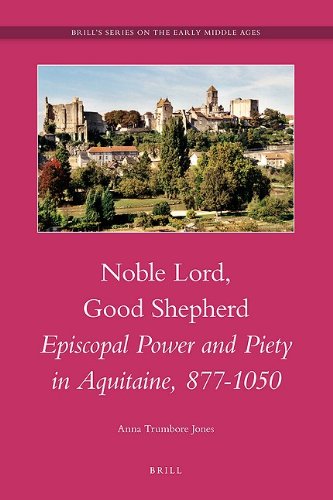 BRILL'S SERIES ON THE EARLY MIDDLE AGES
Noble Lord,
Good Shepherd
Episcopal Power and Piety
in Aquitaine, 877-1050
Anna Trumbore Jones
BRILL